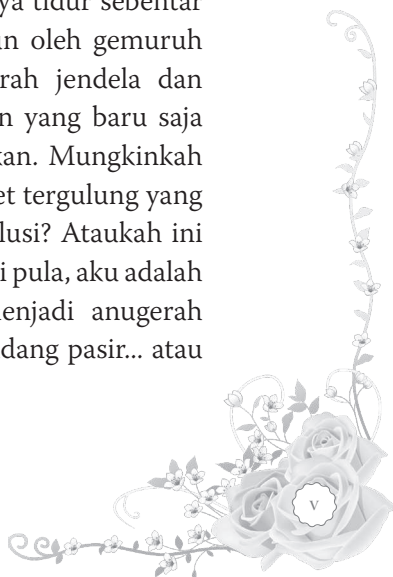 ya tidur sebentar
n oleh gemuruh
rah jendela dan
n yang baru saja
kan. Mungkinkah
et tergulung yang
lusi? Ataukah ini
i pula, aku adalah
enjadi anugerah
dang pasir... atau
v